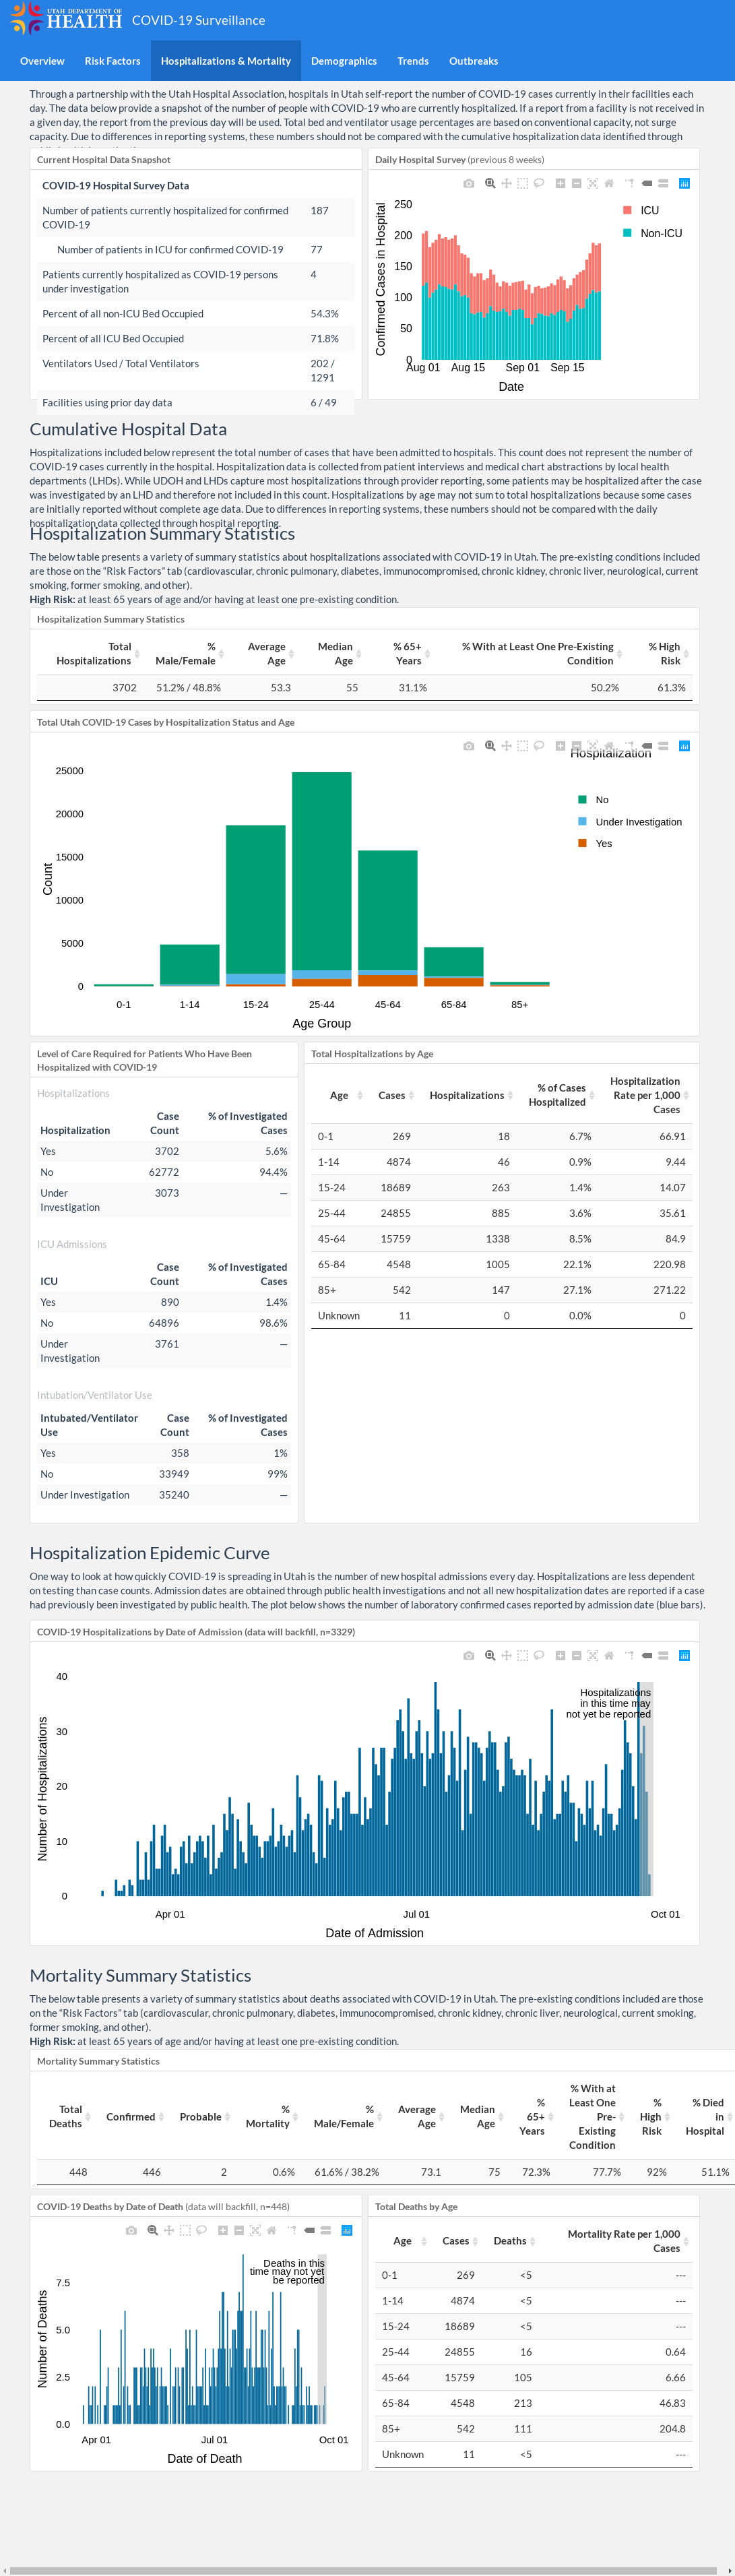 UTAH DEPARTMENT OF
HEALTH COVID-19 Surveillance
Overview Risk Factors Hospitalizations & Mortality Demographics Trends Outbreaks
Through a partnership with the Utah Hospital Association, hospitals in Utah self-report the number of COVID-19 cases currently in their facilities each
day. The data below provide a snapshot of the number of people with COVID-19 who are currently hospitalized. If a report from a facility is not received in
a given day, the report from the previous day will be used. Total bed and ventilator usage percentages are based on conventional capacity, not surge
capacity. Due to differences in reporting systems, these numbers should not be compared with the cumulative hospitalization data identified through
Current Hospital Data Snapshot
COVID-19 Hospital Survey Data
Number of patients currently hospitalized for confirmed 187
COVID-19
Number of patients in ICU for confirmed COVID-19 77
Patients currently hospitalized as COVID-19 persons 4
under investigation
Percent of all non-ICU Bed Occupied 54.3%
Percent of all ICU Bed Occupied 71.8%
Ventilators Used / Total Ventilators 202 /
1291
Facilities using prior day data 6 / 49
Daily Hospital Survey (previous 8 weeks)
Confirmed Cases in Hospital
250
200
150
100
50
0
Aug 01 Aug 15 Sep 01 Sep 15
Date
ICU
Non-ICU
Cumulative Hospital Data
Hospitalizations included below represent the total number of cases that have been admitted to hospitals. This count does not represent the number of
COVID-19 cases currently in the hospital. Hospitalization data is collected from patient interviews and medical chart abstractions by local health
departments (LHDs). While UDOH and LHDs capture most hospitalizations through provider reporting, some patients may be hospitalized after the case
was investigated by an LHD and therefore not included in this count. Hospitalizations by age may not sum to total hospitalizations because some cases
are initially reported without complete age data. Due to differences in reporting systems, these numbers should not be compared with the daily
hospitalization data collected through hospital reporting.
Hospitalization Summary Statistics
The below table presents a variety of summary statistics about hospitalizations associated with COVID-19 in Utah. The pre-existing conditions included
are those on the “Risk Factors” tab (cardiovascular, chronic pulmonary, diabetes, immunocompromised, chronic kidney, chronic liver, neurological, current
smoking, former smoking, and other).
High Risk: at least 65 years of age and/or having at least one pre-existing condition.
Hospitalization Summary Statistics
Total % Average Median % 65+ % With at Least One Pre-Existing % High
Hospitalizations Male/Female Age Age Years Condition Risk
3702 51.2% / 48.8% 53.3 55 31.1% 50.2% 61.3%
Total Utah COVID-19 Cases by Hospitalization Status and Age
Hospitalization
No
Under Investigation
Yes
Count
25000
20000
15000
10000
5000
0
0-1 1-14 15-24 25-44 45-64 65-84 85+
Age Group
Level of Care Required for Patients Who Have Been
Hospitalized with COVID-19
Hospitalizations
Case % of Investigated
Hospitalization Count Cases
Yes 3702 5.6%
No 62772 94.4%
Under 3073 —
Investigation
ICU Admissions
Case % of Investigated
ICU Count Cases
Yes 890 1.4%
No 64896 98.6%
Under 3761 —
Investigation
Intubation/Ventilator Use
Intubated/Ventilator Case % of Investigated
Use Count Cases
Yes 358 1%
No 33949 99%
Under Investigation 35240 —
Total Hospitalizations by Age
Hospitalization
% of Cases Rate per 1,000
Age Cases Hospitalizations Hospitalized Cases
0-1 269 18 6.7% 66.91
1-14 4874 46 0.9% 9.44
15-24 18689 263 1.4% 14.07
25-44 24855 885 3.6% 35.61
45-64 15759 1338 8.5% 84.9
65-84 4548 1005 22.1% 220.98
85+ 542 147 27.1% 271.22
Unknown 11 0 0.0% 0
Hospitalization Epidemic Curve
One way to look at how quickly COVID-19 is spreading in Utah is the number of new hospital admissions every day. Hospitalizations are less dependent
on testing than case counts. Admission dates are obtained through public health investigations and not all new hospitalization dates are reported if a case
had previously been investigated by public health. The plot below shows the number of laboratory confirmed cases reported by admission date (blue bars).
COVID-19 Hospitalizations by Date of Admission (data will backfill, n=3329)
Number of Hospitalizations
40
30
20
10
0
Hospitalizations
in this time may
not yet be reported
Apr 01 Jul 01 Oct 01
Date of Admission
Mortality Summary Statistics
The below table presents a variety of summary statistics about deaths associated with COVID-19 in Utah. The pre-existing conditions included are those
on the “Risk Factors” tab (cardiovascular, chronic pulmonary, diabetes, immunocompromised, chronic kidney, chronic liver, neurological, current smoking,
former smoking, and other).
High Risk: at least 65 years of age and/or having at least one pre-existing condition.
Mortality Summary Statistics
% With at
% Least One % % Died
Total % % Average Median 65+ Pre- High in
Deaths Confirmed Probable Mortality Male/Female Age Age Years Existing Risk Hospital
Condition
448 446 2 0.6% 61.6% / 38.2% 73.1 75 72.3% 77.7% 92% 51.1%
COVID-19 Deaths by Date of Death (data will backfill, n=448)
Number of Deaths
7.5
5.0
2.5
0.0
Deaths in this
time may not yet
be reported
Apr 01 Jul 01 Oct 01
Date of Death
Total Deaths by Age
Mortality Rate per 1,000
Age Cases Deaths Cases
0-1 269 <5 ---
1-14 4874 <5 ---
15-24 18689 <5 ---
25-44 24855 16 0.64
45-64 15759 105 6.66
65-84 4548 213 46.83
85+ 542 111 204.8
Unknown 11 <5 ---